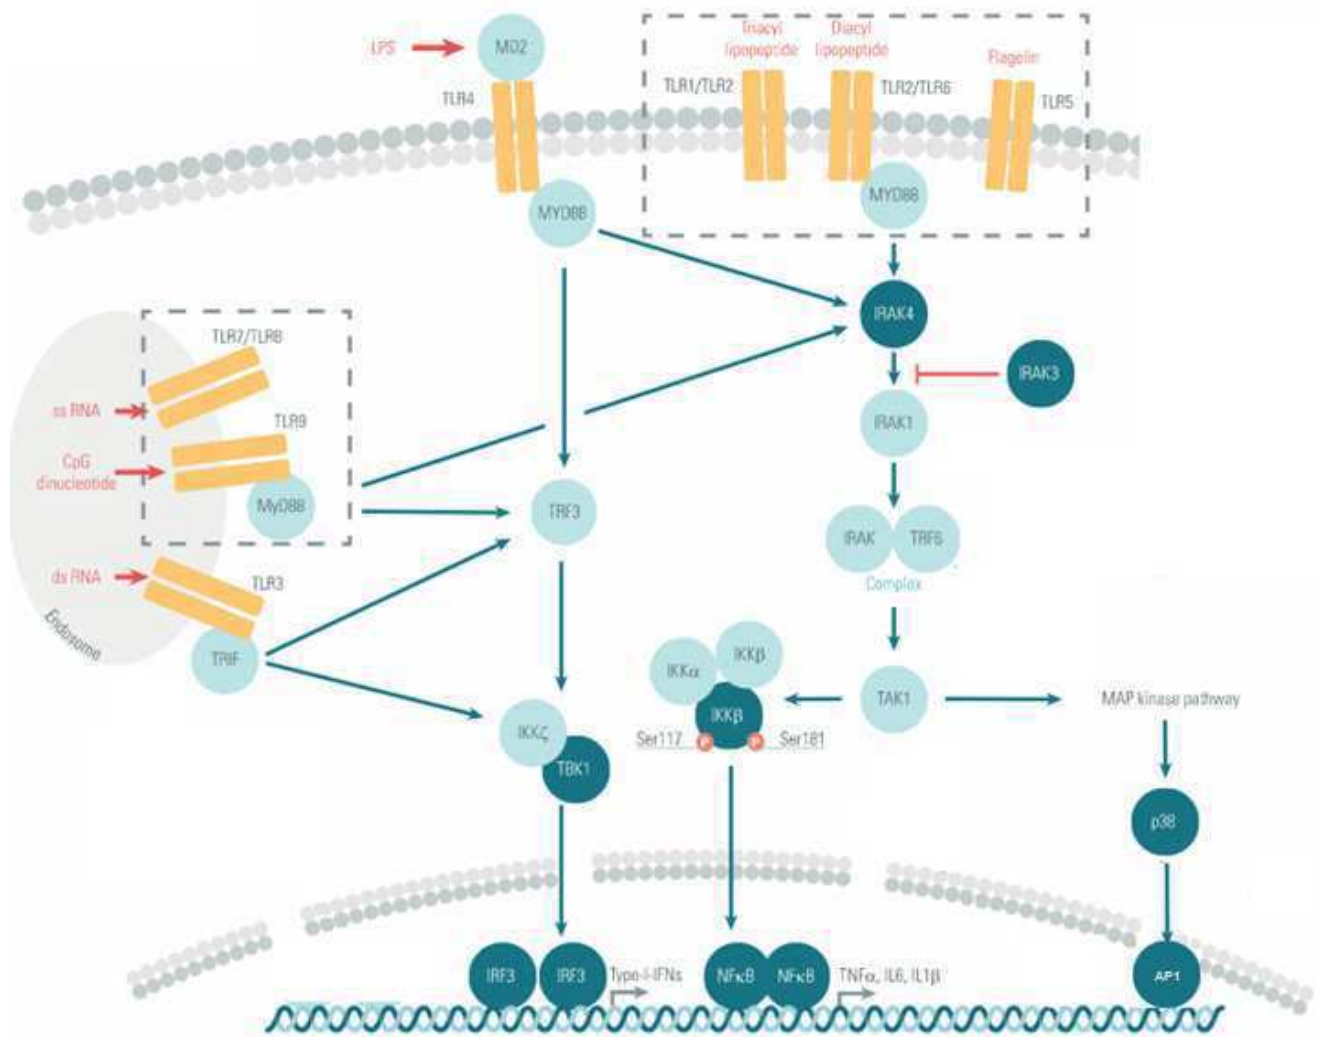 LPS
MD2
TLR4
MYD88
Triacyl
lipopeptide
Diacyl
lipopeptide
Flagelin
TLR1/TLR2
TLR2/TLR6
TLR5
MYD88
IRAK4
IRAK3
IRAK1
TLR7/TLR8
ss RNA
TLR9
CpG
dinucleotide
MyD88
TRF3
IRAK
TRF6
Complex
ds RNA
TLR3
Endosome
TRIF
IKKα
IKKβ
IKKβ
Ser117
P
P
Ser181
TAK1
MAP kinase pathway
IKKζ
TBK1
p38
IRF3
IRF3
Type-I-IFNs
NFκB
NFκB
TNFα, IL6, IL1β
AP1